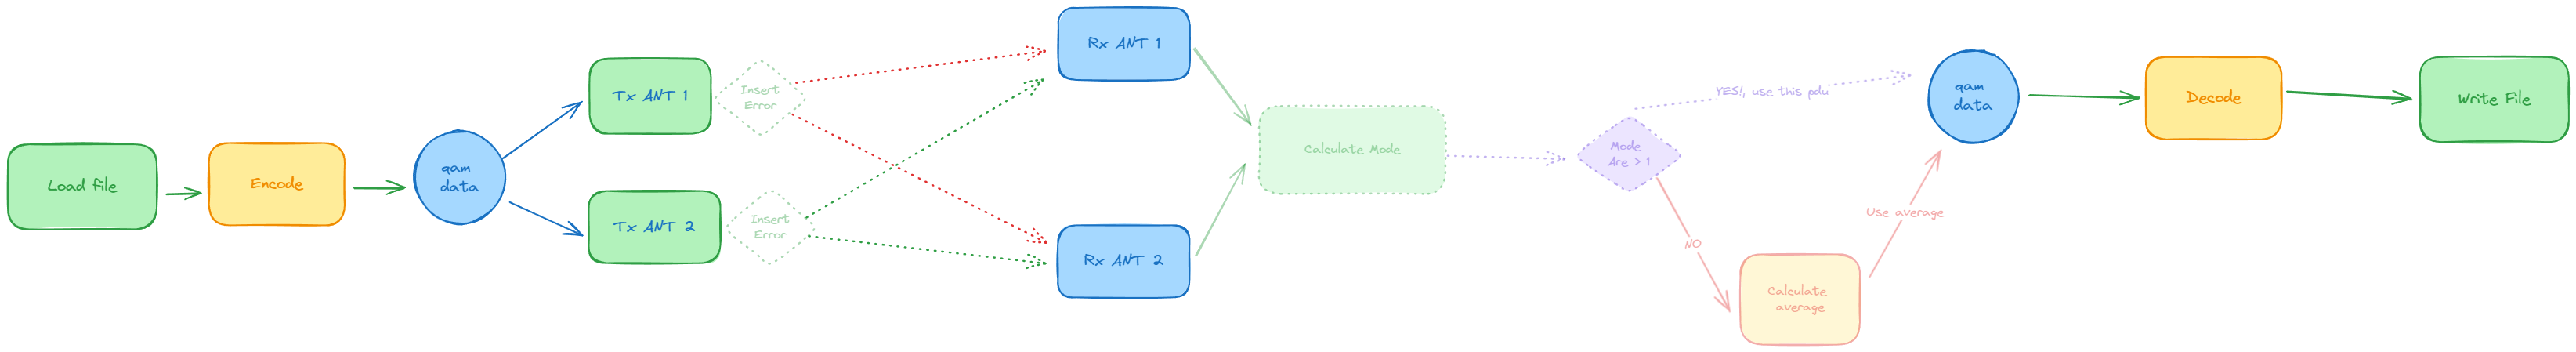 Load file
Encode
qam
data
Tx ANT 1
Insert
Error
Tx ANT 2
Insert
Error
Rx ANT 1
Rx ANT 2
Calculate Mode
Mode
Are > 1
YES!, use this pdu
NO
Calculate
average
Use average
qam
data
Decode
Write File